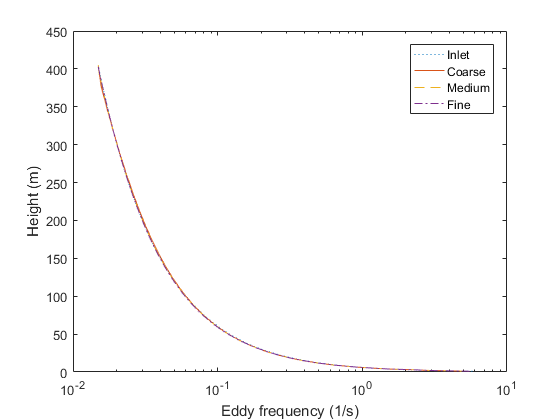 450
400
350
300
250
200
150
100
50
0
Height (m)
Inlet
Coarse
Medium
Fine
10^-2
10^-1
10^0
10^1
Eddy frequency (1/s)